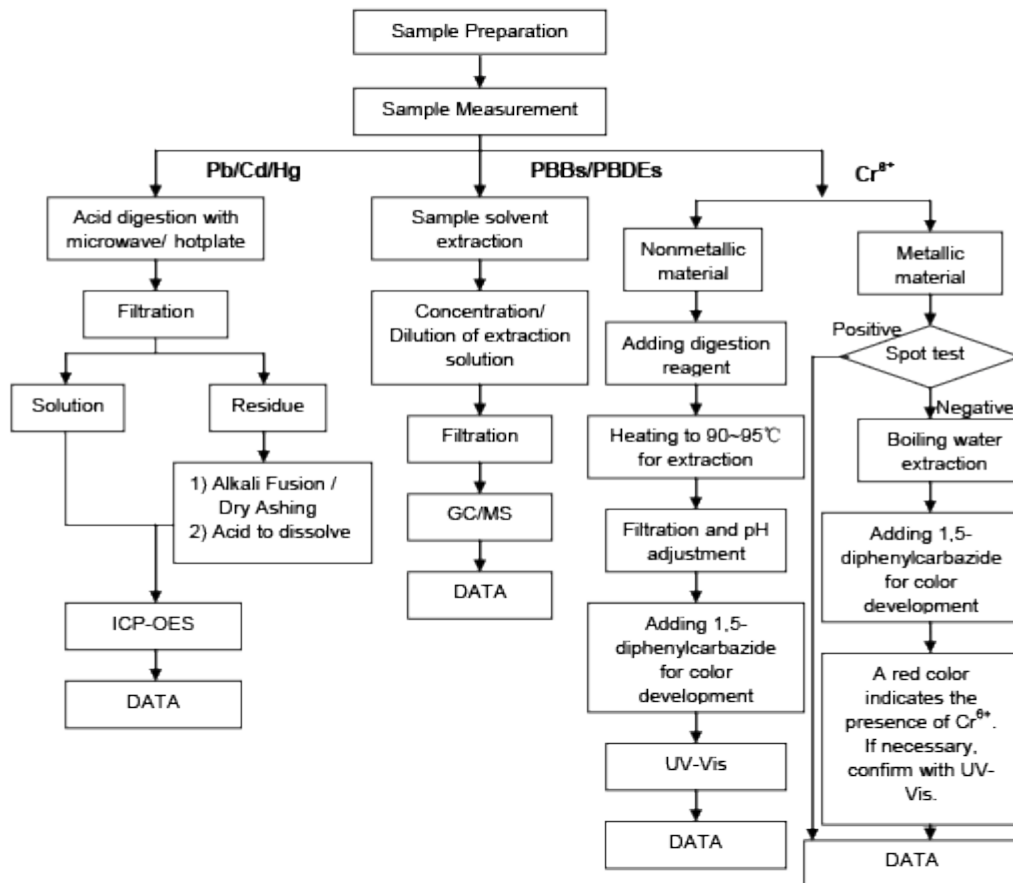 Sample Preparation
Sample Measurement
Pb/Cd/Hg
PBBs/PBDEs
Cr⁶⁺
Acid digestion with
microwave/ hotplate
Filtration
Solution
Residue
1) Alkali Fusion /
Dry Ashing
2) Acid to dissolve
ICP-OES
DATA
Sample solvent
extraction
Concentration/
Dilution of extraction
solution
Filtration
GC/MS
DATA
Nonmetallic
material
Adding digestion
reagent
Heating to 90~95℃
for extraction
Filtration and pH
adjustment
Adding 1,5-
diphenylcarbazide
for color
development
UV-Vis
DATA
Metallic
material
Positive
Spot test
Negative
Boiling water
extraction
Adding 1,5-
diphenylcarbazide
for color
development
A red color
indicates the
presence of Cr⁶⁺.
If necessary,
confirm with UV-
Vis.
DATA